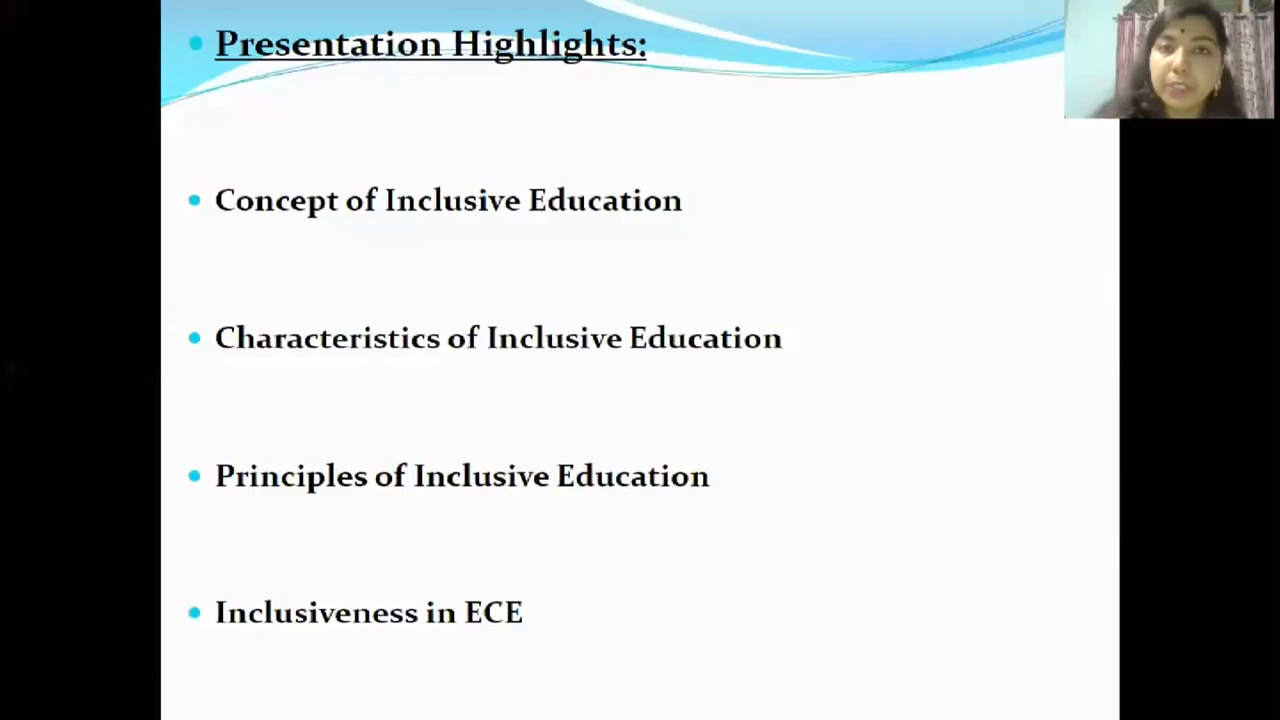 Presentation Highlights:
Concept of Inclusive Education
Characteristics of Inclusive Education
Principles of Inclusive Education
Inclusiveness in ECE